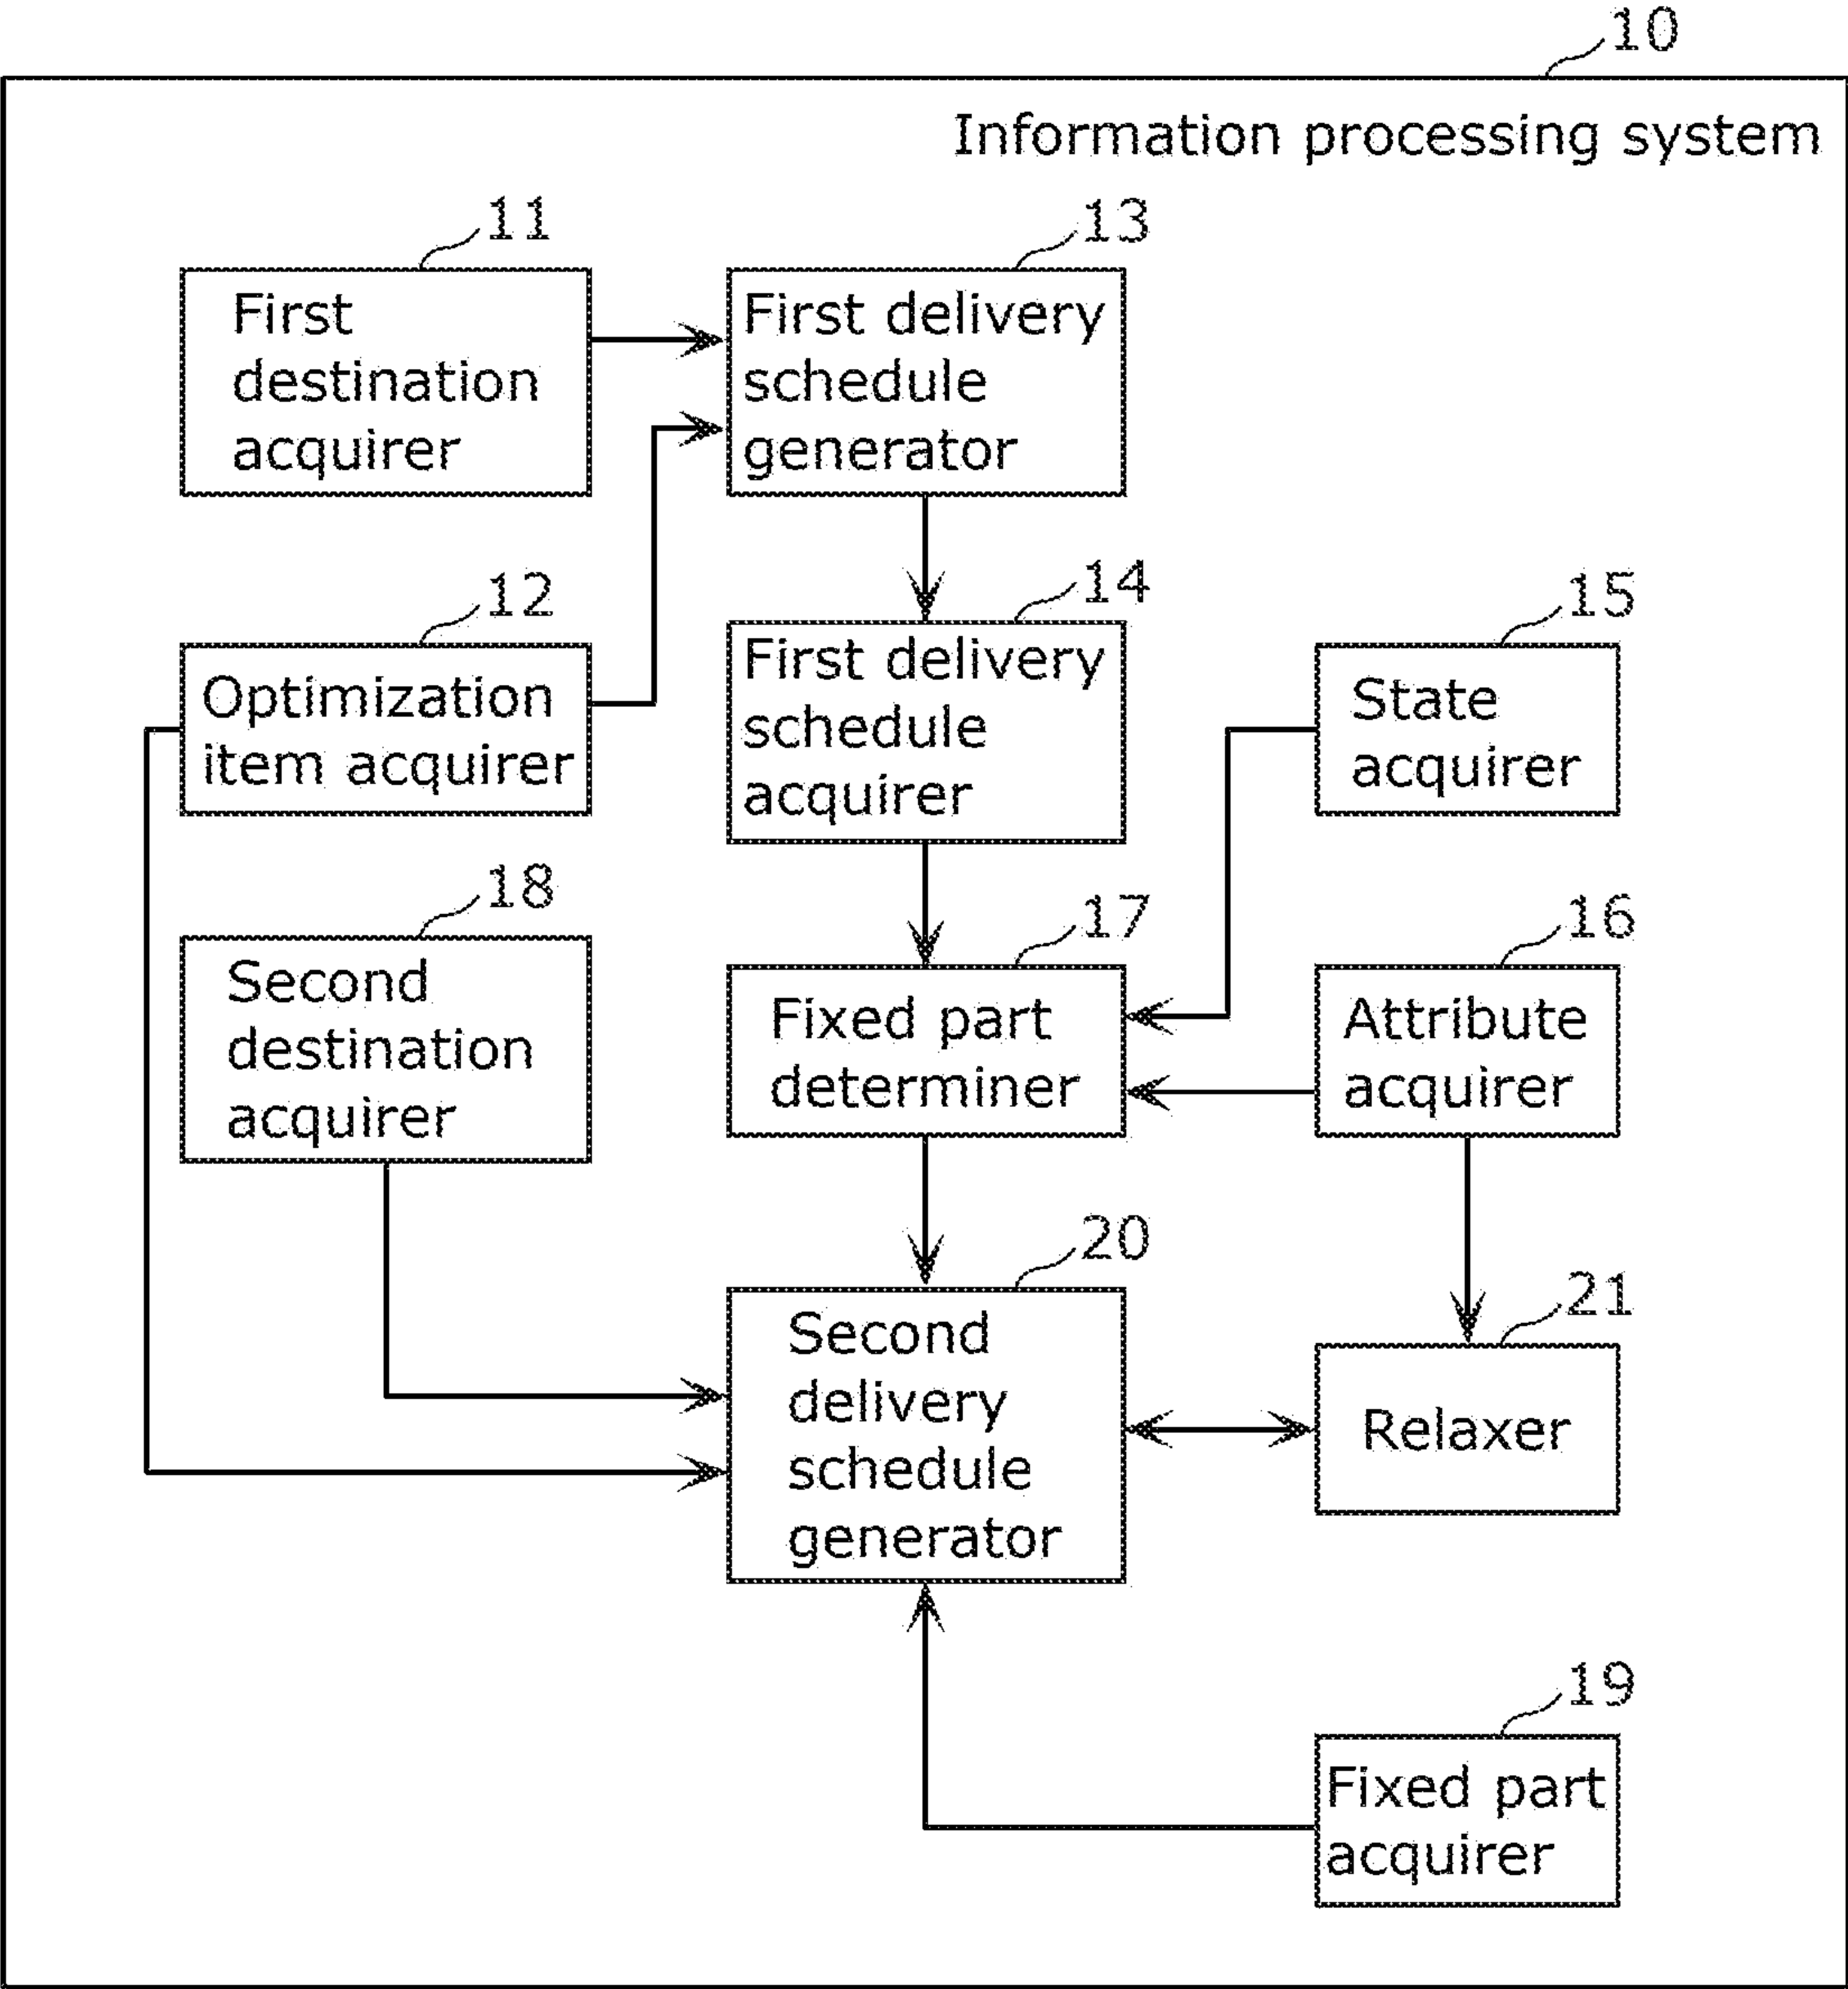 10
Information processing system
11
First
destination
acquirer
13
First delivery
schedule
generator
12
Optimization
item acquirer
14
First delivery
schedule
acquirer
15
State
acquirer
18
Second
destination
acquirer
17
Fixed part
determiner
16
Attribute
acquirer
20
Second
delivery
schedule
generator
21
Relaxer
19
Fixed part
acquirer